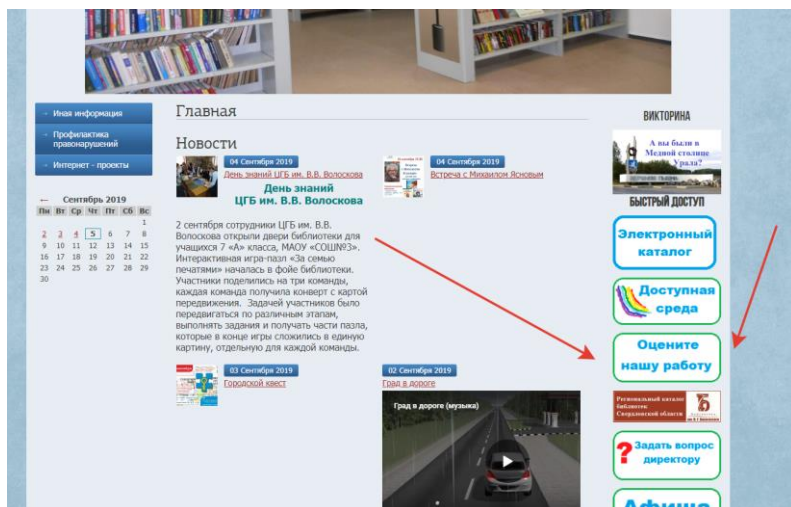 Иная информация
Профилактика
правонарушений
Интернет - проекты
← Сентябрь 2019
Пн Вт Ср Чт Пт Сб Вс
1
2 3 4 5 6 7 8
9 10 11 12 13 14 15
16 17 18 19 20 21 22
23 24 25 26 27 28 29
30
Главная
Новости
04 Сентября 2019
День знаний ЦГБ им. В.В. Волоскова
День знаний
ЦГБ им. В.В. Волоскова
2 сентября сотрудники ЦГБ им. В.В.
Волоскова открыли двери библиотеки для
учащихся 7 «А» класса, МАОУ «СОШ№3».
Интерактивная игра-пазл «За семью
печатями» началась в фойе библиотеки.
Участники поделились на три команды,
каждая команда получила конверт с картой
передвижения. Задачей участников было
передвигаться по различным этапам,
выполнять задания и получать части пазла,
которые в конце игры сложились в единую
картину, отдельную для каждой команды.
04 Сентября 2019
Встреча с Михаилом Ясновым
03 Сентября 2019
Городской квест
02 Сентября 2019
Град в дороге
Град в дороге (музыка)
ВИКТОРИНА
А вы были в
Медной столице
Урала?
БЫСТРЫЙ ДОСТУП
Электронный
каталог
Доступная
среда
Оцените
нашу работу
Региональный каталог
библиотек
Свердловской области
? Задать вопрос
директору
Афиша